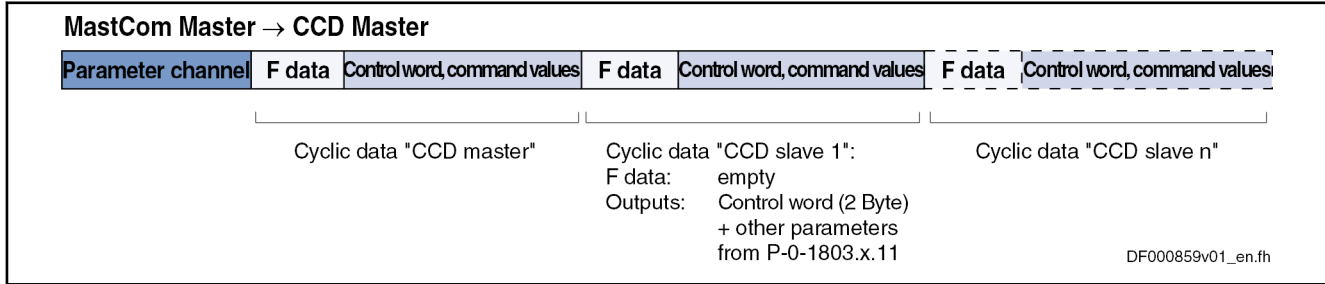 MastCom Master → CCD Master
Parameter channel F data Control word, command values F data Control word, command values F data Control word, command values
Cyclic data "CCD master" Cyclic data "CCD slave 1": Cyclic data "CCD slave n"
F data: empty
Outputs: Control word (2 Byte)
+ other parameters
from P-0-1803.x.11
DF000859v01_en.fh